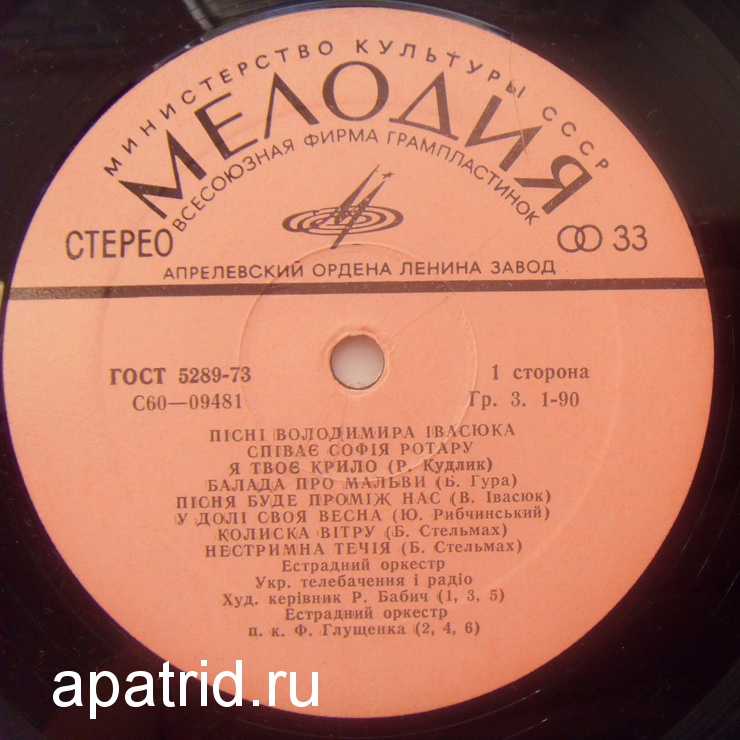 МИНИСТЕРСТВО КУЛЬТУРЫ СССР
МЕЛОДИЯ
ВСЕСОЮЗНАЯ ФИРМА ГРАМПЛАСТИНОК
СТЕРЕО
33
АПРЕЛЕВСКИЙ ОРДЕНА ЛЕНИНА ЗАВОД
ГОСТ 5289-73
1 сторона
С60—09481
Гр. 3. 1-90
ПІСНІ ВОЛОДИМИРА ІВАСЮКА
СПІВАЄ СОФІЯ РОТАРУ
Я ТВОЄ КРИЛО (Р. Кудлик)
БАЛАДА ПРО МАЛЬВИ (Б. Гура)
ПІСНЯ БУДЕ ПРОМІЖ НАС (В. Івасюк)
У ДОЛІ СВОЯ ВЕСНА (Ю. Рибчинський)
КОЛИСКА ВІТРУ (Б. Стельмах)
НЕСТРИМНА ТЕЧІЯ (Б. Стельмах)
Естрадний оркестр
Укр. телебачення і радіо
Худ. керівник Р. Бабич (1, 3, 5)
Естрадний оркестр
п. к. Ф. Глущенка (2, 4, 6)
apatrid.ru